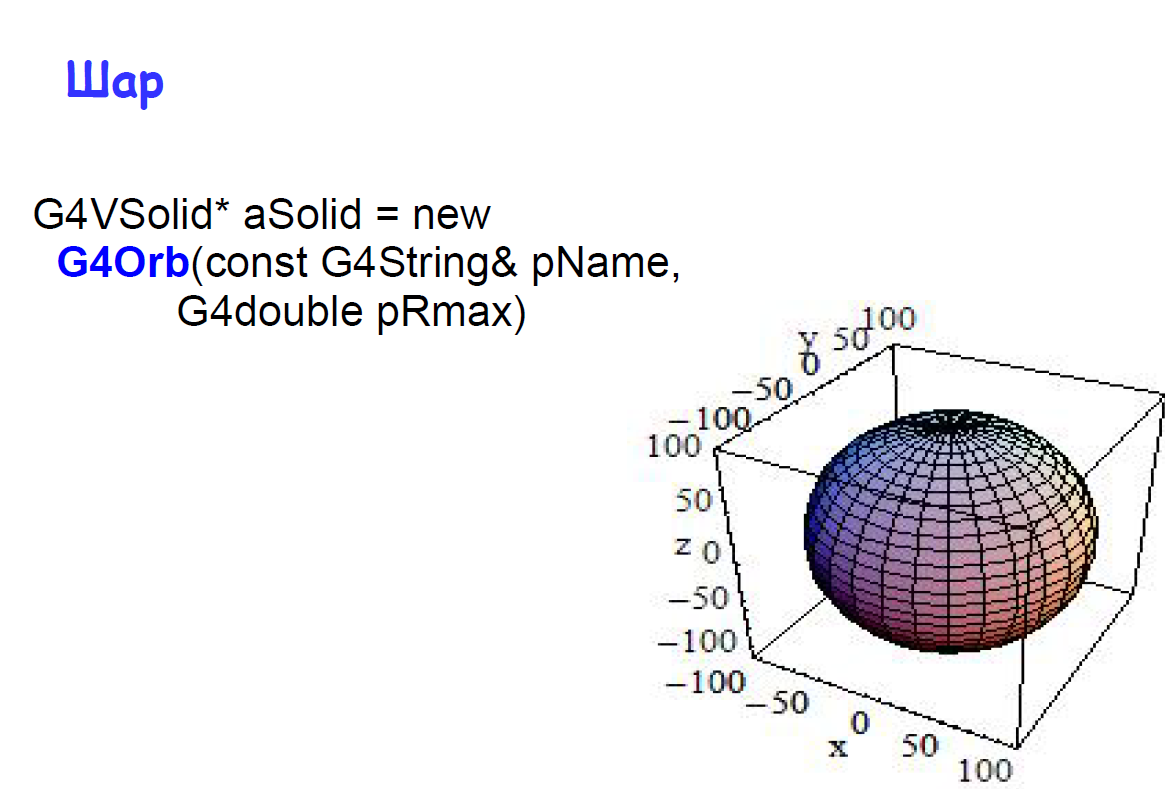 Шар
G4VSolid* aSolid = new
G4Orb(const G4String& pName,
G4double pRmax)
100
y 50
0
−50
−100
100
50
z 0
−50
−100
−100
−50
0
x
50
100